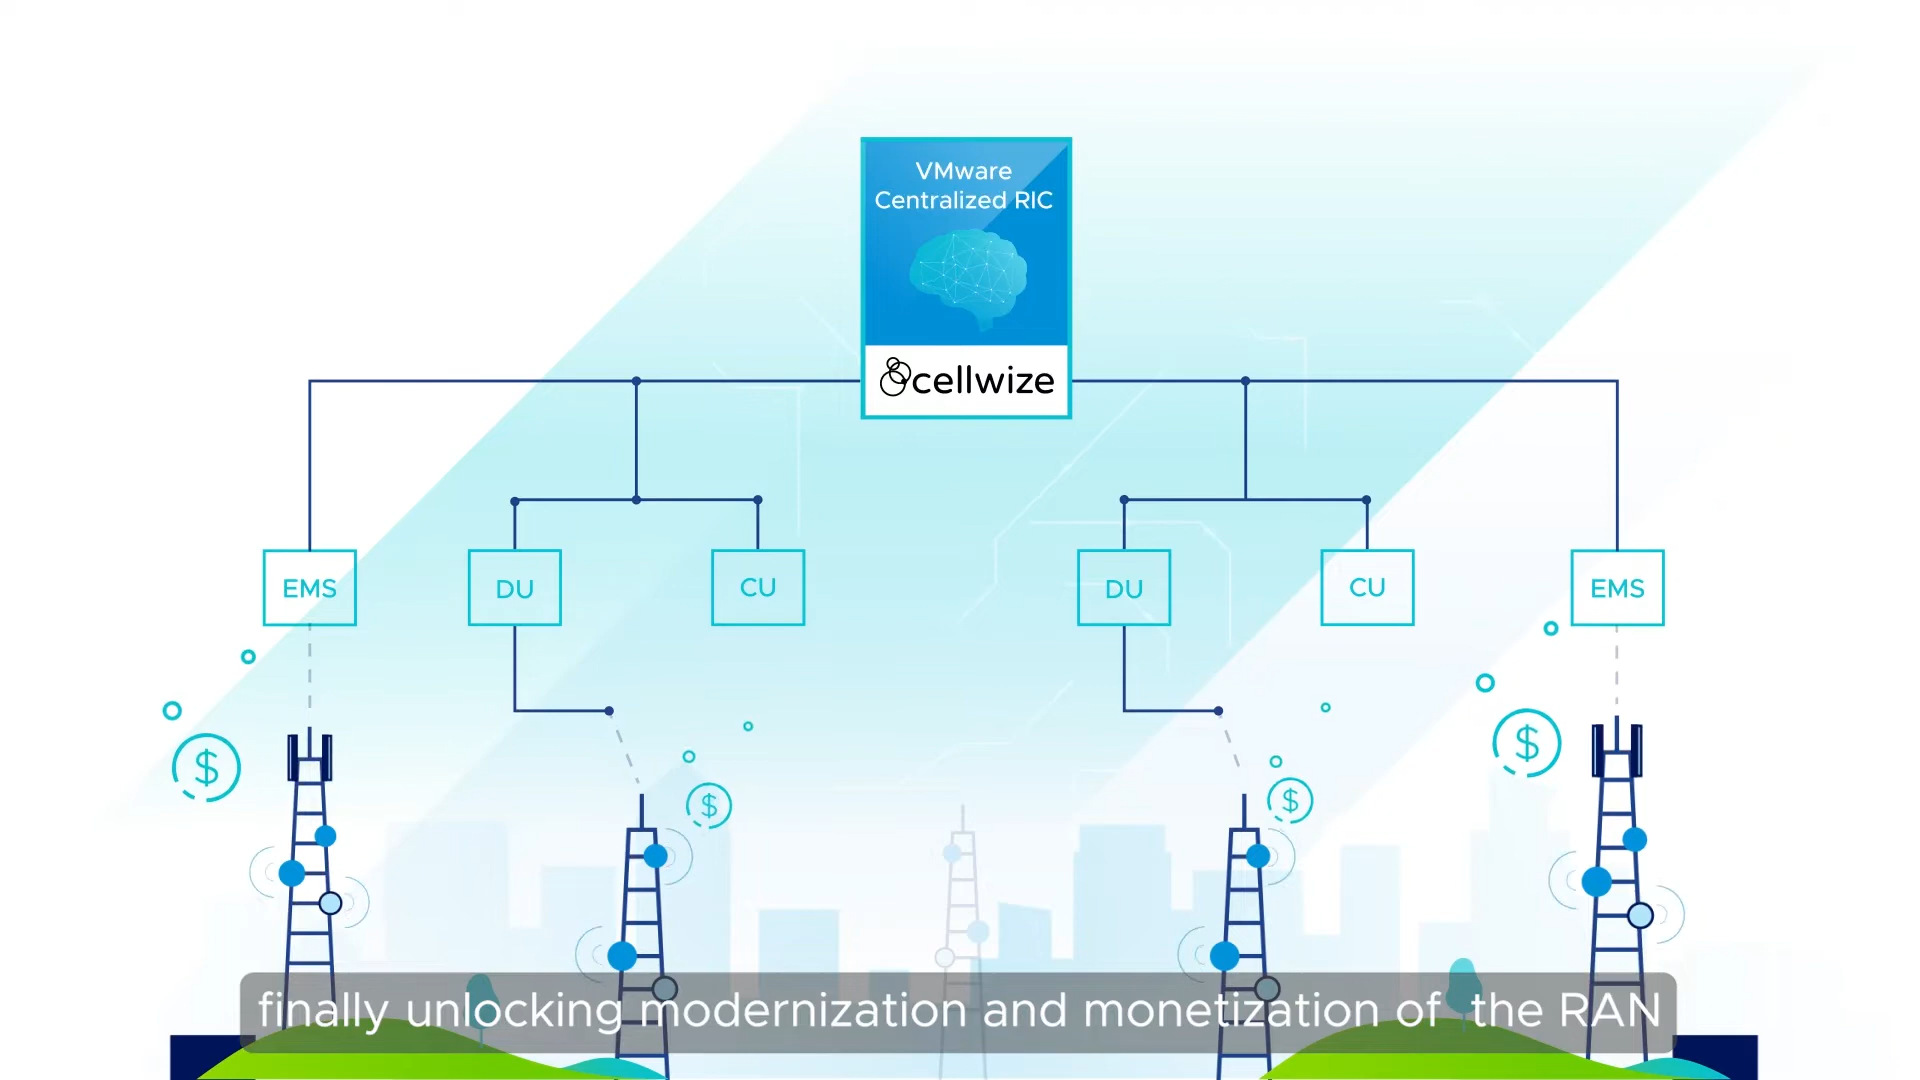 VMware
Centralized RIC
cellwize
EMS
DU
CU
DU
CU
EMS
$
$
$
$
finally unlocking modernization and monetization of the RAN